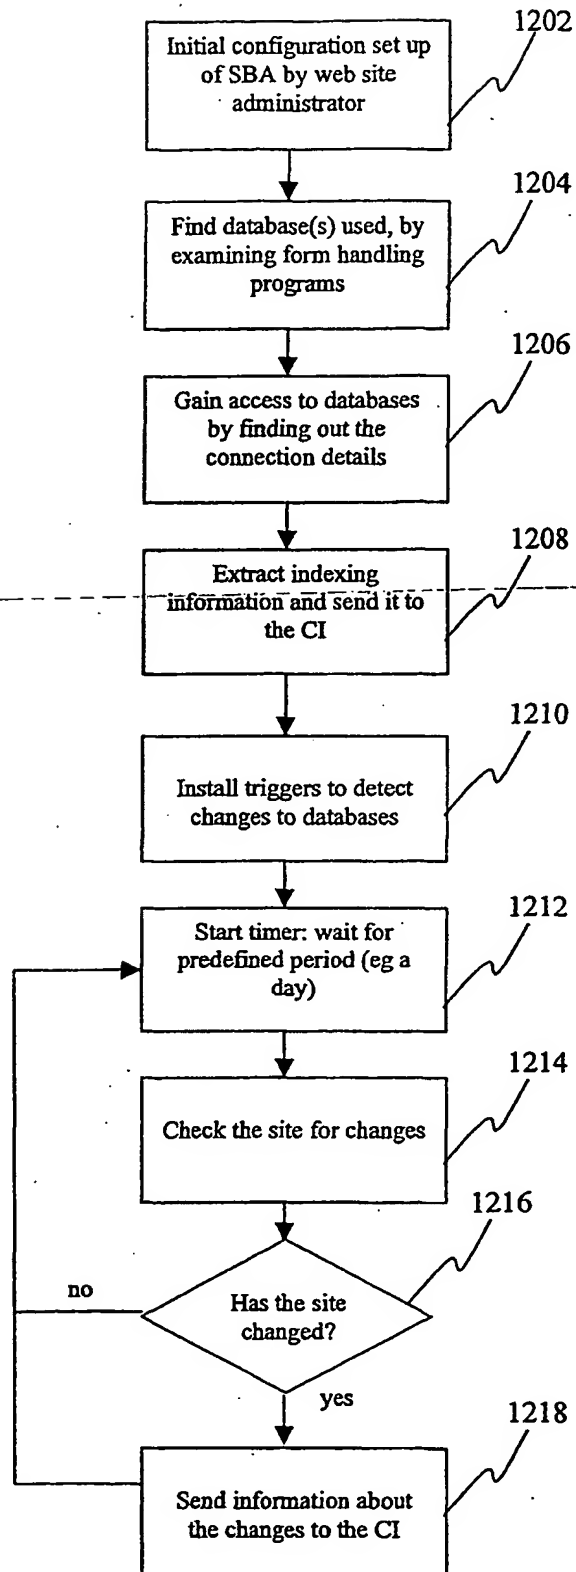 1202
Initial configuration set up
of SBA by web site
administrator
1204
Find database(s) used, by
examining form handling
programs
1206
Gain access to databases
by finding out the
connection details
1208
Extract indexing
information and send it to
the CI
1210
Install triggers to detect
changes to databases
1212
Start timer: wait for
predefined period (eg a
day)
1214
Check the site for changes
1216
no
Has the site
changed?
yes
1218
Send information about
the changes to the CI